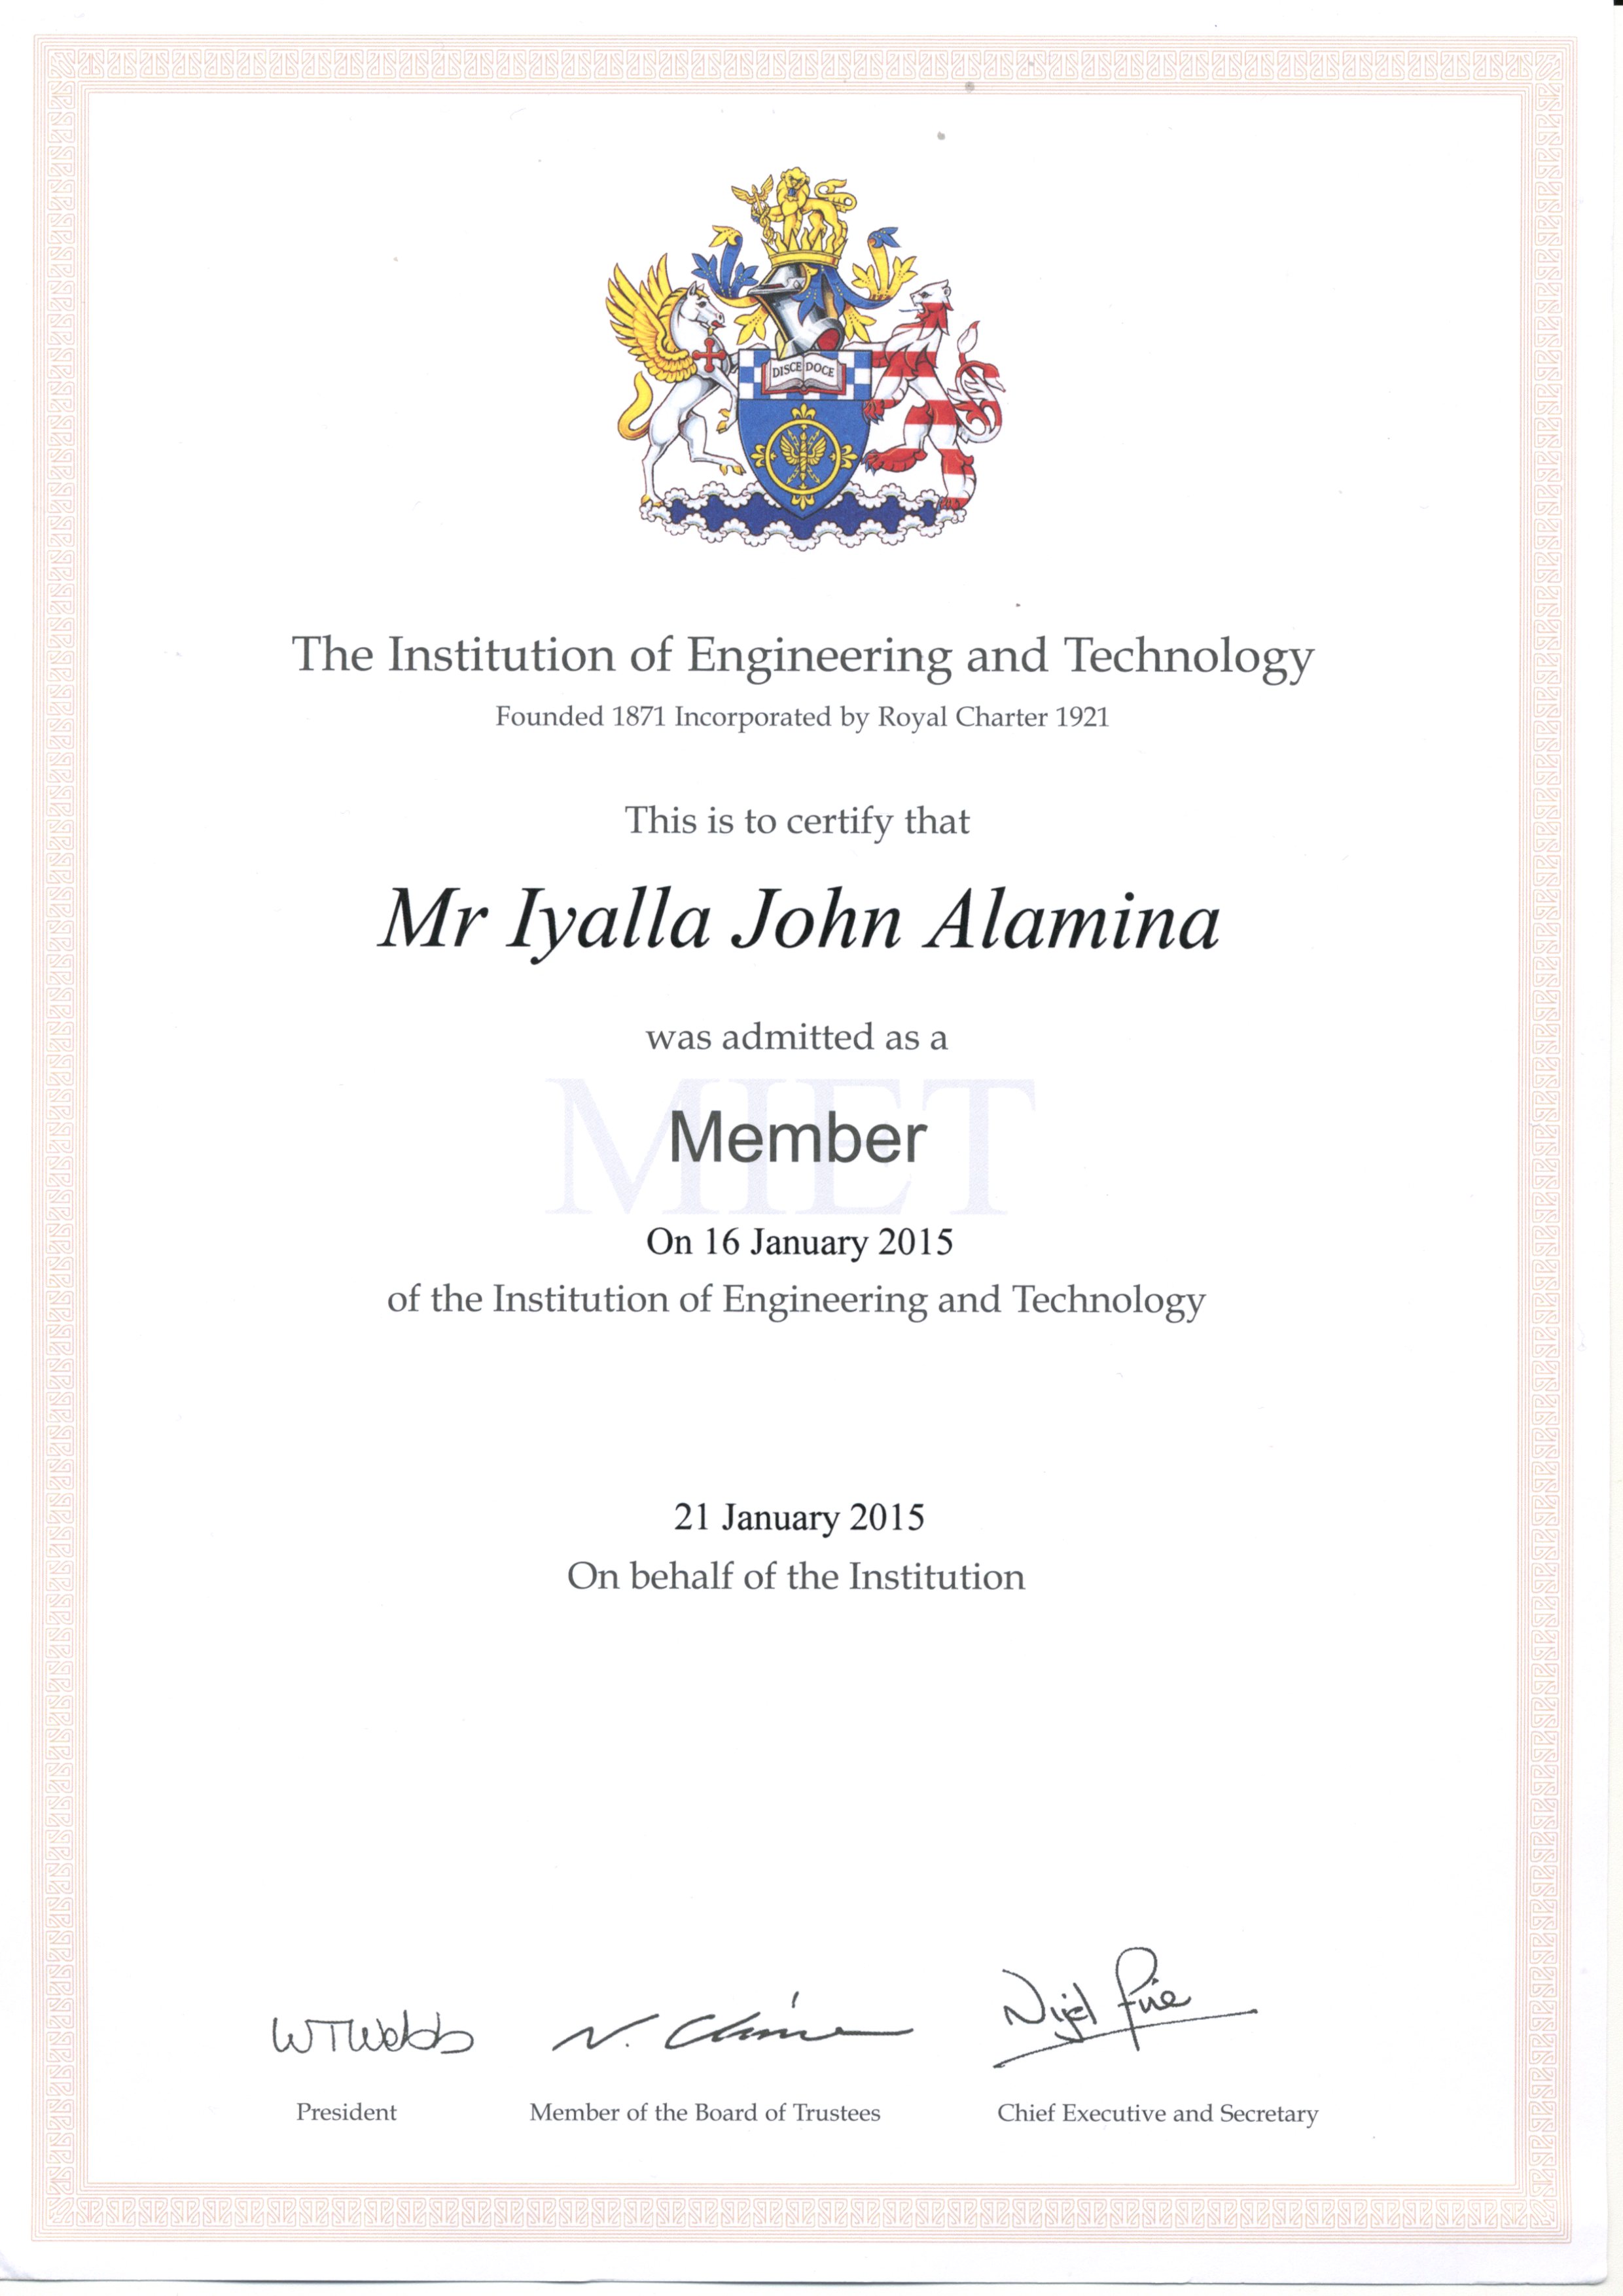 DISCE DOCE
The Institution of Engineering and Technology
Founded 1871 Incorporated by Royal Charter 1921
This is to certify that
Mr Iyalla John Alamina
was admitted as a
MIET
Member
On 16 January 2015
of the Institution of Engineering and Technology
21 January 2015
On behalf of the Institution
WTWebb
N.
Nigel Fine
President
Member of the Board of Trustees
Chief Executive and Secretary